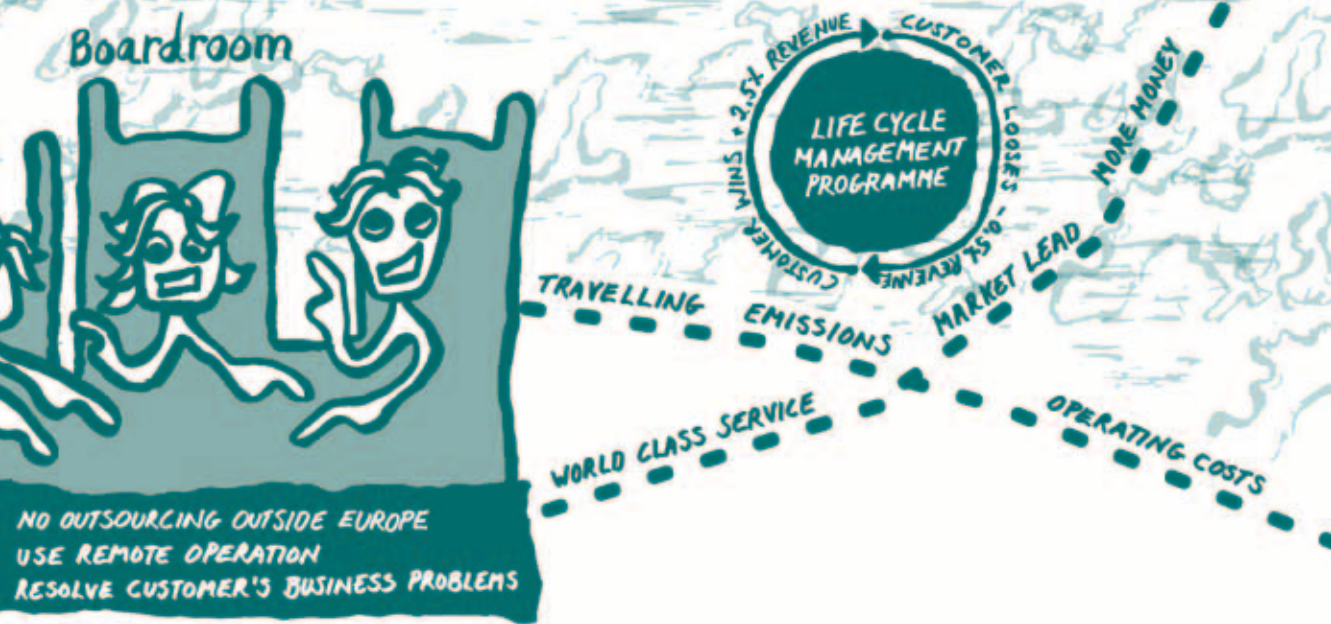 Boardroom
CUSTOMER WINS + 2,5% REVENUE
CUSTOMER LOOSES - 0,5% REVENUE
LIFE CYCLE
MANAGEMENT
PROGRAMME
MORE MONEY
MARKET LEAD
TRAVELLING EMISSIONS
WORLD CLASS SERVICE
OPERATING COSTS
NO OUTSOURCING OUTSIDE EUROPE
USE REMOTE OPERATION
RESOLVE CUSTOMER'S BUSINESS PROBLEMS